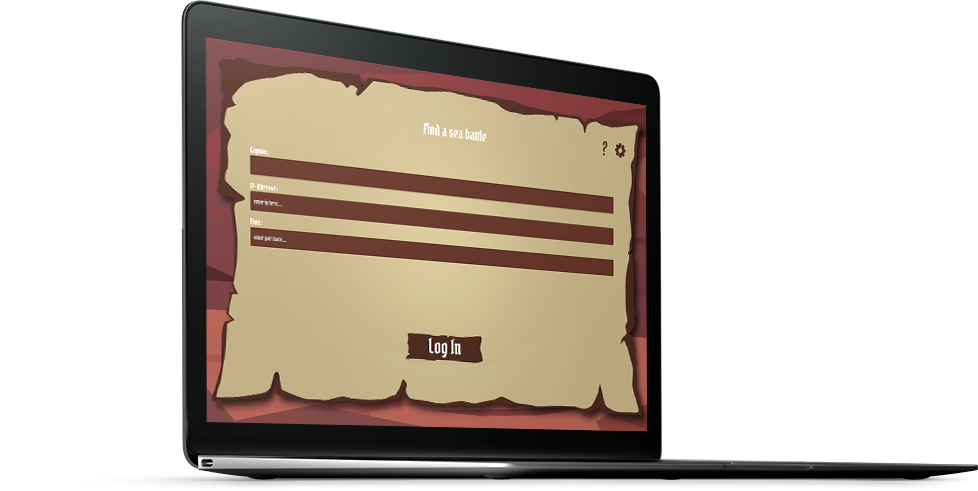 Find a sea battle
?
Captain:
IP-Address:
enter ip here...
Port:
enter port here...
Log In